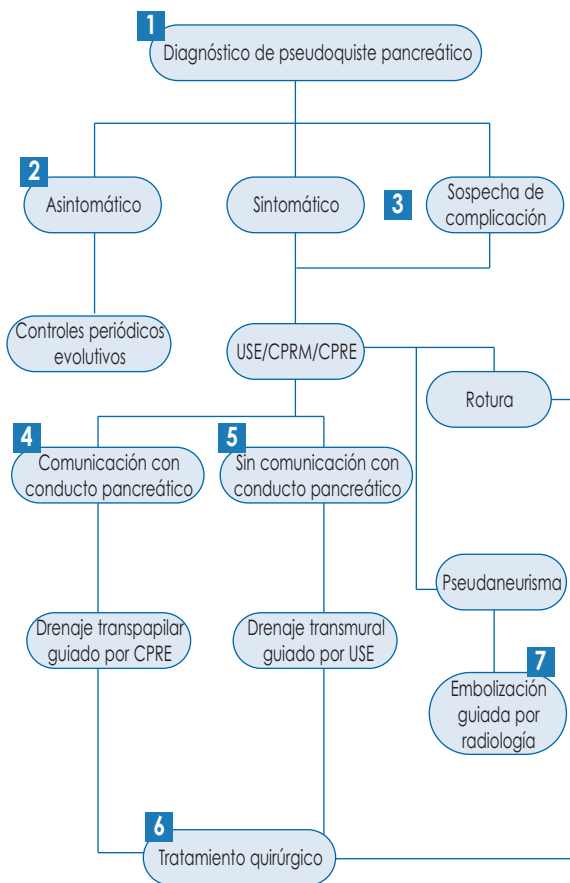 1
Diagnóstico de pseudoquiste pancreático
2
Asintomático
Sintomático
3
Sospecha de
complicación
Controles periódicos
evolutivos
USE/CPRM/CPRE
Rotura
4
Comunicación con
conducto pancreático
5
Sin comunicación con
conducto pancreático
Pseudaneurisma
Drenaje transpapilar
guiado por CPRE
Drenaje transmural
guiado por USE
7
Embolización
guiada por
radiología
6
Tratamiento quirúrgico